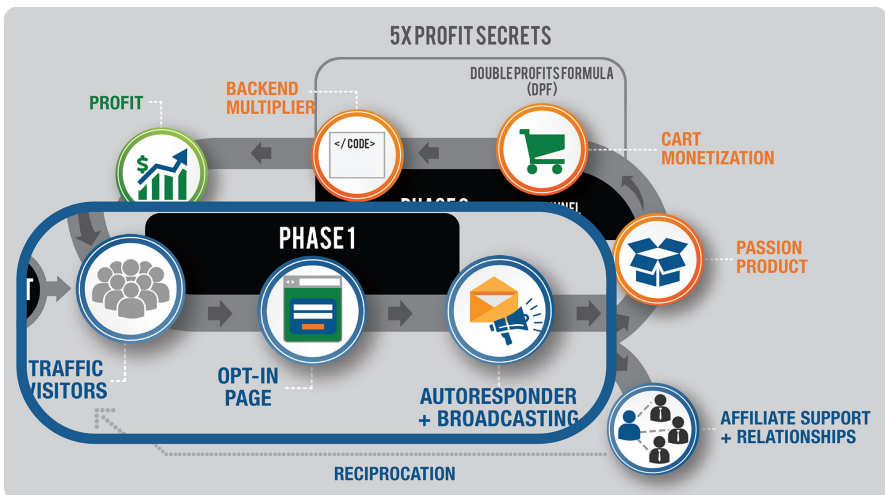 5X PROFIT SECRETS
DOUBLE PROFITS FORMULA
(DPF)
BACKEND
MULTIPLIER
PROFIT
</CODE>
CART
MONETIZATION
PHASE 1
PASSION
PRODUCT
TRAFFIC
VISITORS
OPT-IN
PAGE
AUTORESPONDER
+ BROADCASTING
AFFILIATE SUPPORT
+ RELATIONSHIPS
RECIPROCATION